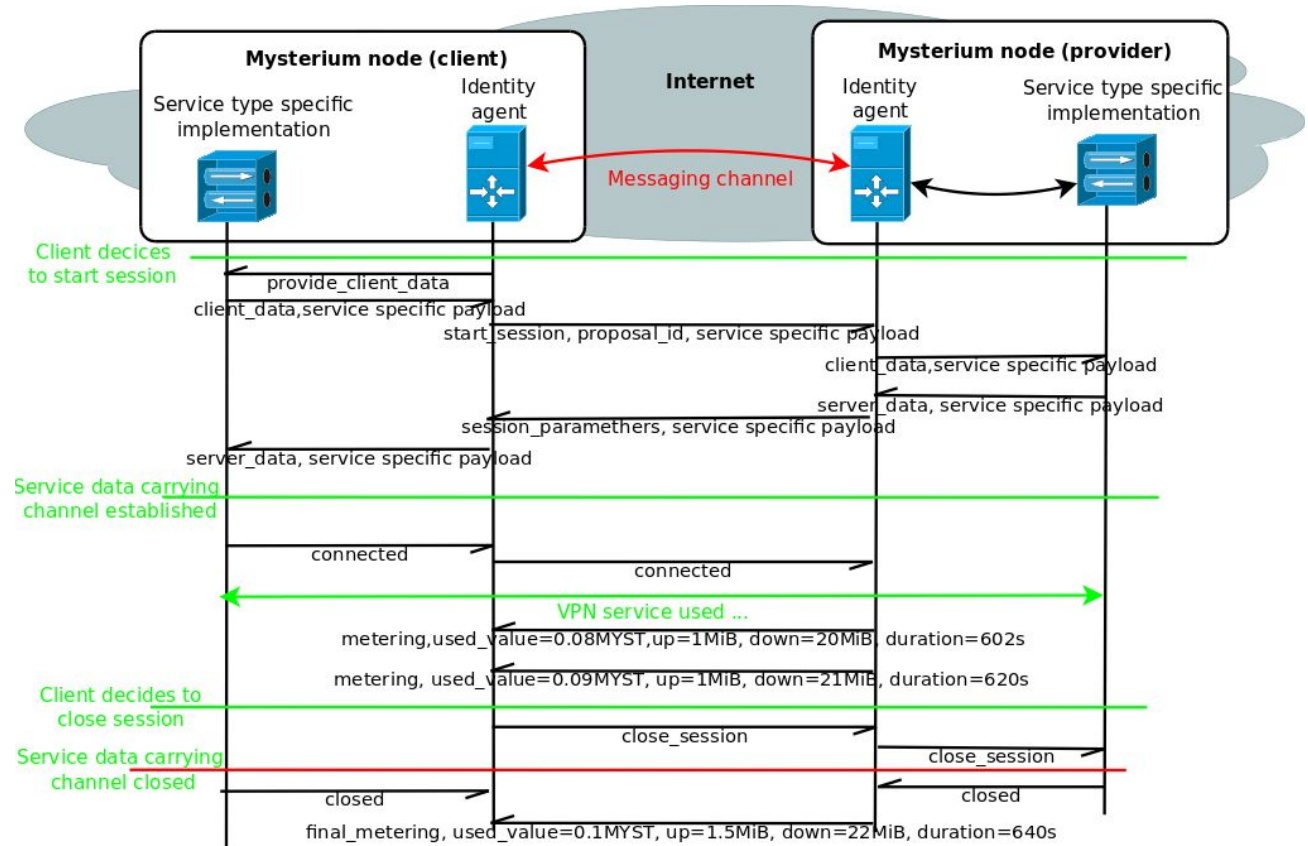 Mysterium node (client)
Service type specific
implementation
Identity
agent
Internet
Mysterium node (provider)
Identity
agent
Service type specific
implementation
Messaging channel
Client decices
to start session
provide_client_data
client_data,service specific payload
start_session, proposal_id, service specific payload
client_data,service specific payload
server_data, service specific payload
session_paramethers, service specific payload
server_data, service specific payload
Service data carrying
channel established
connected
connected
VPN service used ...
metering,used_value=0.08MYST,up=1MiB, down=20MiB, duration=602s
metering, used_value=0.09MYST, up=1MiB, down=21MiB, duration=620s
Client decides to
close session
close_session
close_session
Service data carrying
channel closed
closed
closed
final_metering, used_value=0.1MYST, up=1.5MiB, down=22MiB, duration=640s